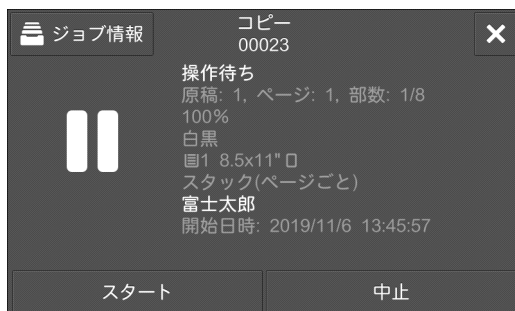 ジョブ情報
コピー
00023
操作待ち
原稿: 1, ページ: 1, 部数: 1/8
100%
白黒
1 8.5x11"
スタック(ページごと)
富士太郎
開始日時: 2019/11/6 13:45:57
スタート
中止